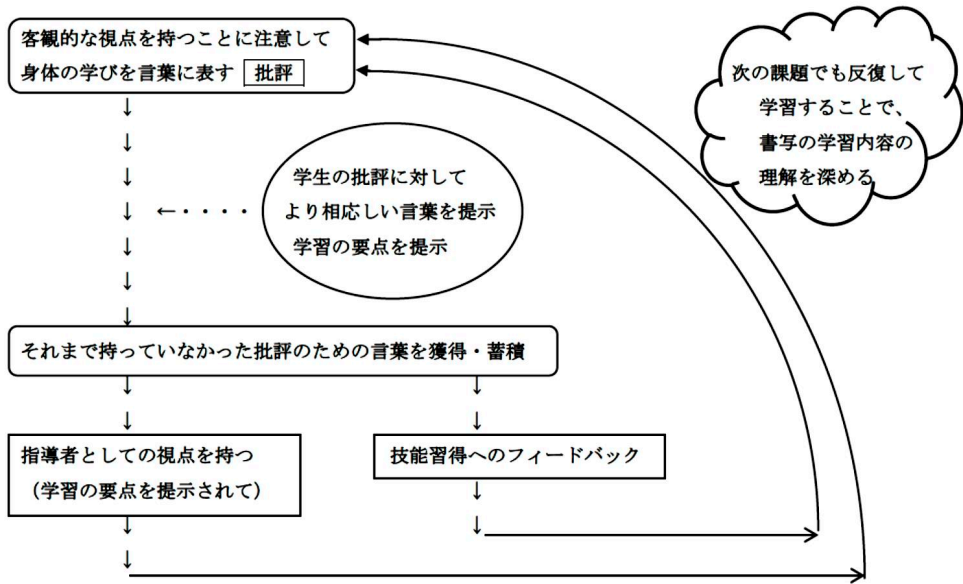 客観的な視点を持つことに注意して
身体の学びを言葉に表す 批評
次の課題でも反復して
学習することで、
書写の学習内容の
理解を深める
↓
↓
↓
↓ ←・・・・
↓
↓
↓
学生の批評に対して
より相応しい言葉を提示
学習の要点を提示
それまで持っていなかった批評のための言葉を獲得・蓄積
↓ ↓
↓ ↓
指導者としての視点を持つ
（学習の要点を提示されて）
技能習得へのフィードバック
↓ ↓
↓ ↓